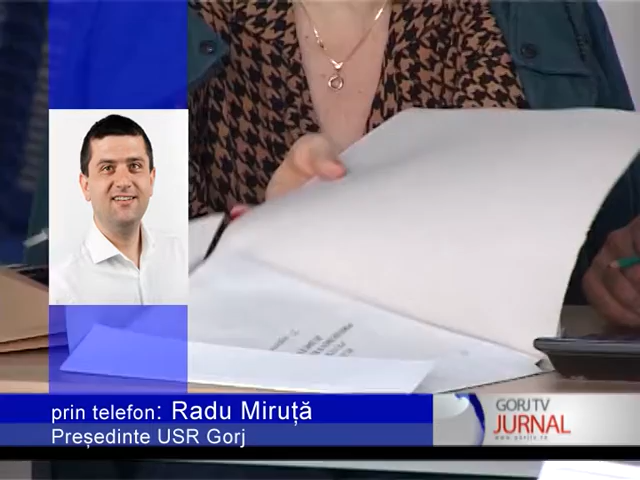 prin telefon: Radu Miruță
Președinte USR Gorj
GORJ TV
JURNAL